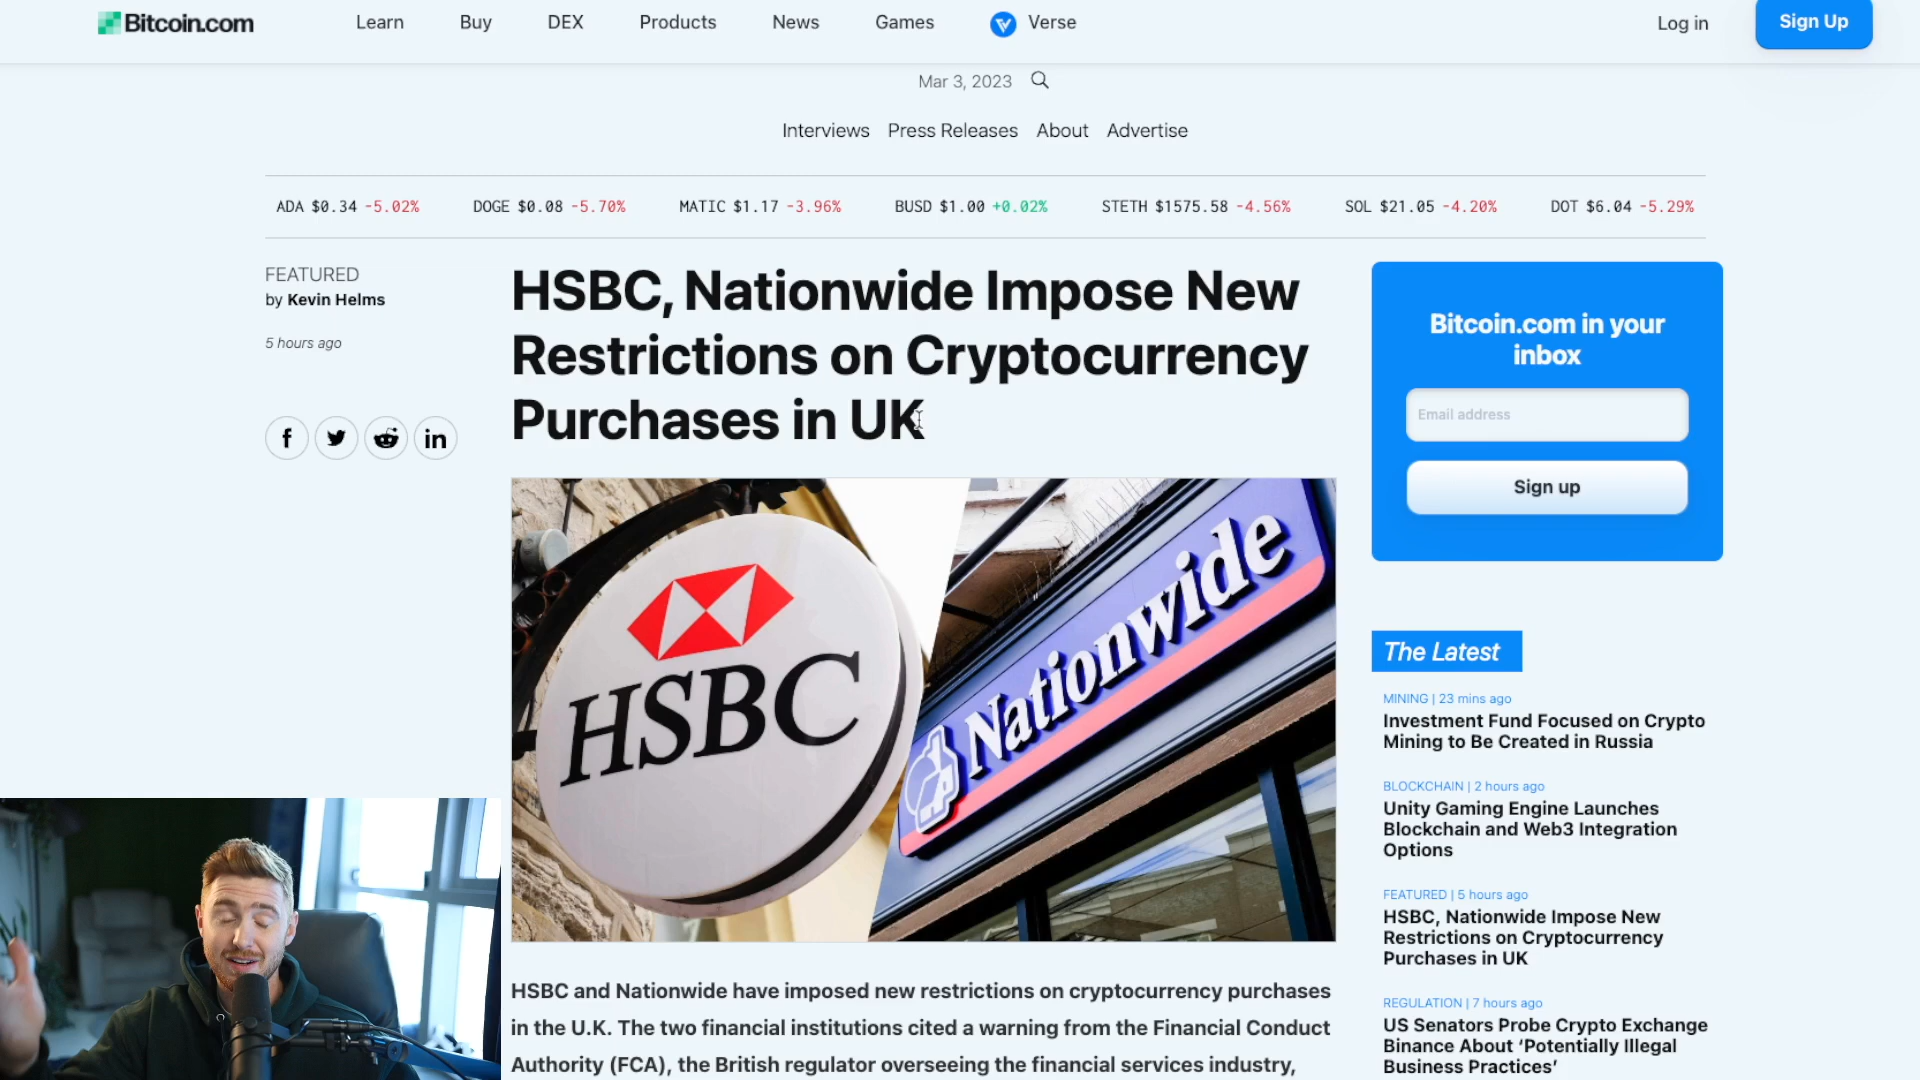 Bitcoin.com
Learn
Buy
DEX
Products
News
Games
Verse
Log in
Sign Up
Mar 3, 2023
Interviews Press Releases About Advertise
ADA $0.34 -5.02% DOGE $0.08 -5.70% MATIC $1.17 -3.96% BUSD $1.00 +0.02% STETH $1575.58 -4.56% SOL $21.05 -4.20% DOT $6.04 -5.29%
FEATURED
by Kevin Helms
5 hours ago
HSBC, Nationwide Impose New
Restrictions on Cryptocurrency
Purchases in UK
HSBC
Nationwide
HSBC and Nationwide have imposed new restrictions on cryptocurrency purchases
in the U.K. The two financial institutions cited a warning from the Financial Conduct
Authority (FCA), the British regulator overseeing the financial services industry,
Bitcoin.com in your
inbox
Email address
Sign up
The Latest
MINING | 23 mins ago
Investment Fund Focused on Crypto
Mining to Be Created in Russia
BLOCKCHAIN | 2 hours ago
Unity Gaming Engine Launches
Blockchain and Web3 Integration
Options
FEATURED | 5 hours ago
HSBC, Nationwide Impose New
Restrictions on Cryptocurrency
Purchases in UK
REGULATION | 7 hours ago
US Senators Probe Crypto Exchange
Binance About ‘Potentially Illegal
Business Practices’